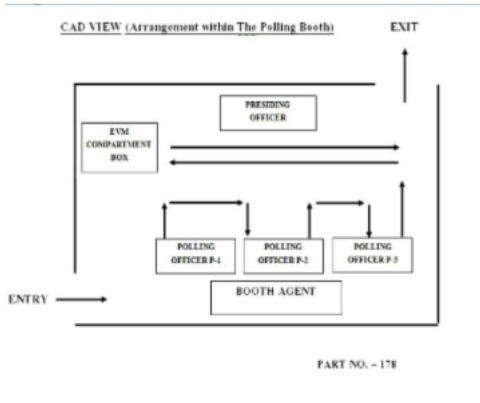 CAD VIEW (Arrangement within The Polling Booth)
EXIT
PRESIDING
OFFICER
EVM
COMPARTMENT
BOX
POLLING
OFFICER P-1
POLLING
OFFICER P-2
POLLING
OFFICER P-3
BOOTH AGENT
ENTRY
PART NO. – 178